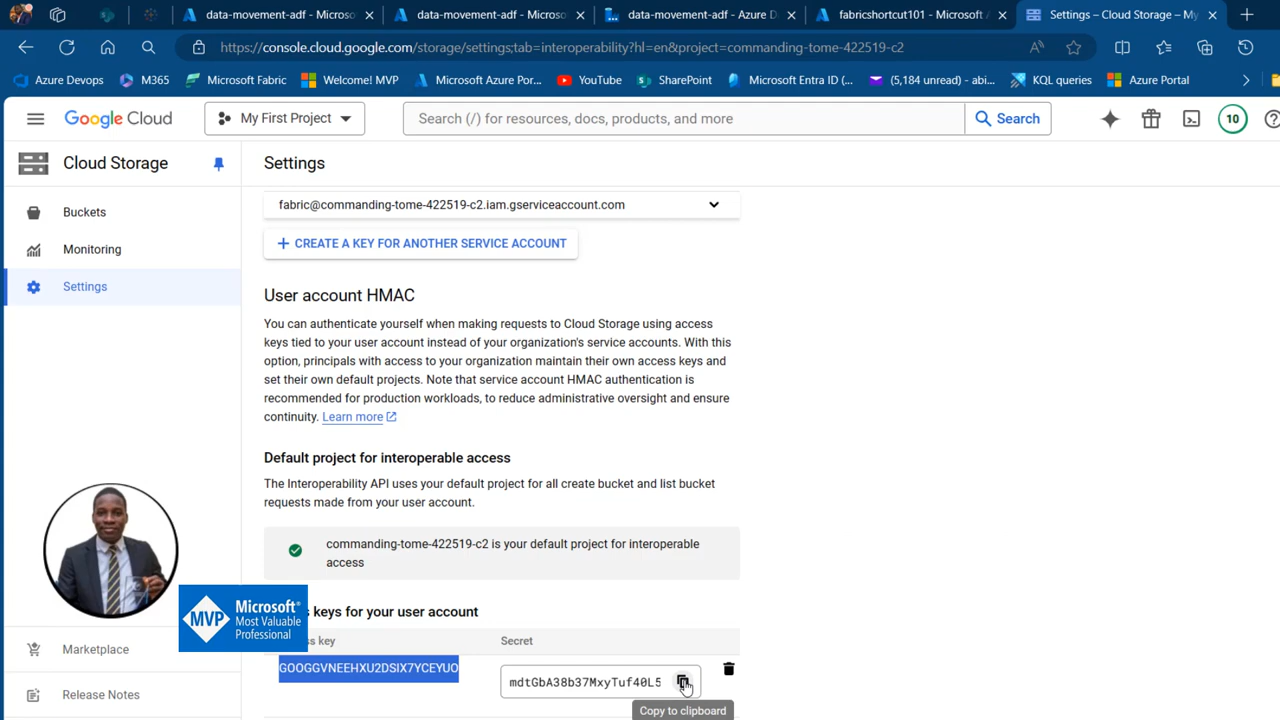 data-movement-adf - Microso
data-movement-adf - Microso
data-movement-adf - Azure D
fabricshortcut101 - Microsoft
Settings – Cloud Storage – My
https://console.cloud.google.com/storage/settings;tab=interoperability?hl=en&project=commanding-tome-422519-c2
Azure Devops
M365
Microsoft Fabric
Welcome! MVP
Microsoft Azure Por...
YouTube
SharePoint
Microsoft Entra ID (...
(5,184 unread) - abi...
KQL queries
Azure Portal
Google Cloud
My First Project
Search (/) for resources, docs, products, and more
Search
10
Cloud Storage
Settings
Buckets
Monitoring
Settings
Marketplace
Release Notes
fabric@commanding-tome-422519-c2.iam.gserviceaccount.com
+ CREATE A KEY FOR ANOTHER SERVICE ACCOUNT
User account HMAC
You can authenticate yourself when making requests to Cloud Storage using access
keys tied to your user account instead of your organization's service accounts. With this
option, principals with access to your organization maintain their own access keys and
set their own default projects. Note that service account HMAC authentication is
recommended for production workloads, to reduce administrative oversight and ensure
continuity. Learn more
Default project for interoperable access
The Interoperability API uses your default project for all create bucket and list bucket
requests made from your user account.
commanding-tome-422519-c2 is your default project for interoperable
access
keys for your user account
key
Secret
GOOGGVNEEHXU2DSIX7YCEYUO
mdtGbA38b37MxyTuf40L5
Copy to clipboard
Microsoft®
Most Valuable
Professional
MVP